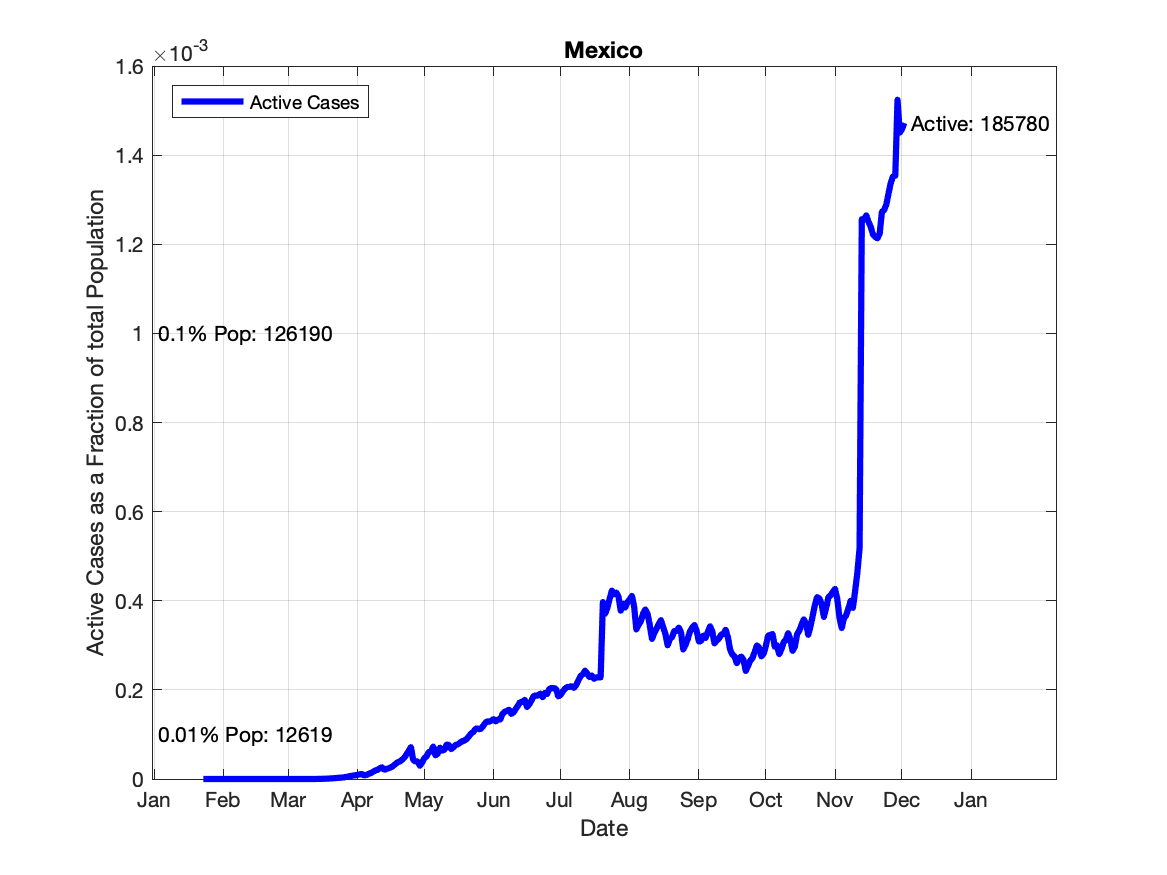 Mexico
×10-3
1.6
1.4
1.2
1
0.8
0.6
0.4
0.2
0
Active Cases as a Fraction of total Population
Active Cases
Active: 185780
0.1% Pop: 126190
0.01% Pop: 12619
Jan Feb Mar Apr May Jun Jul Aug Sep Oct Nov Dec Jan
Date